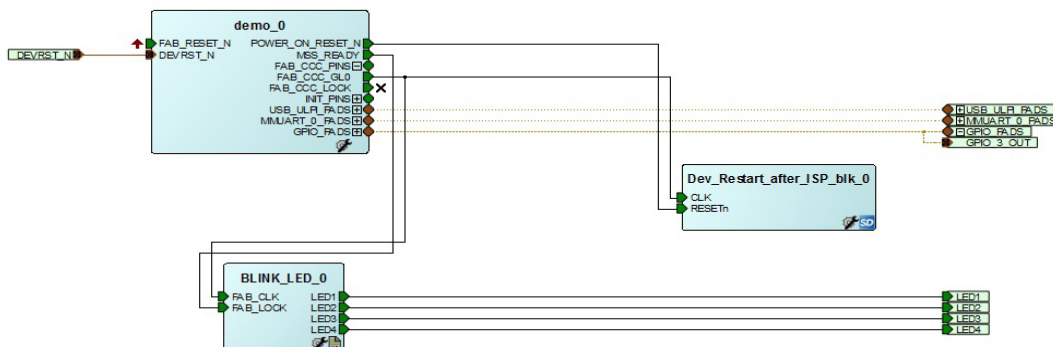 demo_0
DEVRST_N
FAB_RESET_N
DEVRST_N
POWER_ON_RESET_N
MSS_READY
FAB_CCC_PINS
FAB_CCC_GL0
FAB_CCC_LOCK
INIT_PINS
USB_ULPI_PADS
MMUART_0_PADS
GPIO_PADS
USB_ULPI_PADS
MMUART_0_PADS
GPIO_PADS
GPIO_3_OUT
Dev_Restart_after_ISP_blk_0
CLK
RESETn
SD
BLINK_LED_0
FAB_CLK
FAB_LOCK
LED1
LED2
LED3
LED4
LED1
LED2
LED3
LED4